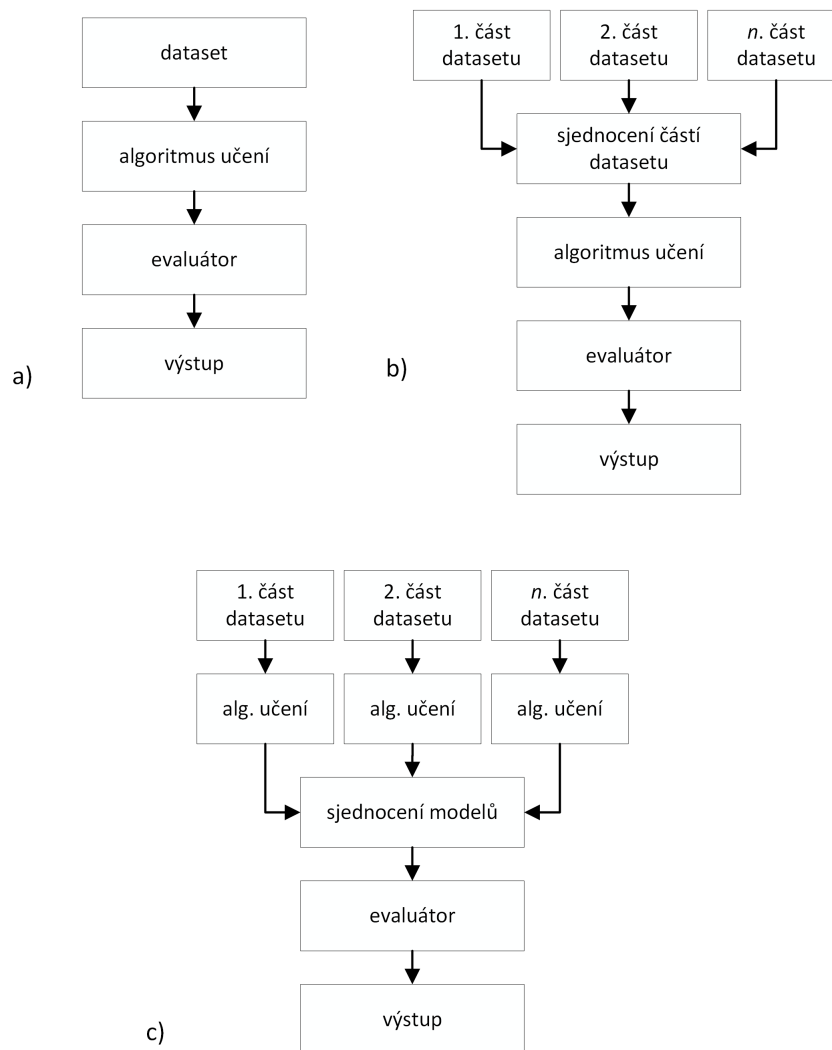 dataset
algoritmus učení
evaluátor
výstup
a)
1. část
datasetu
2. část
datasetu
n. část
datasetu
sjednocení částí
datasetu
algoritmus učení
evaluátor
výstup
b)
1. část
datasetu
2. část
datasetu
n. část
datasetu
alg. učení
alg. učení
alg. učení
sjednocení modelů
evaluátor
výstup
c)